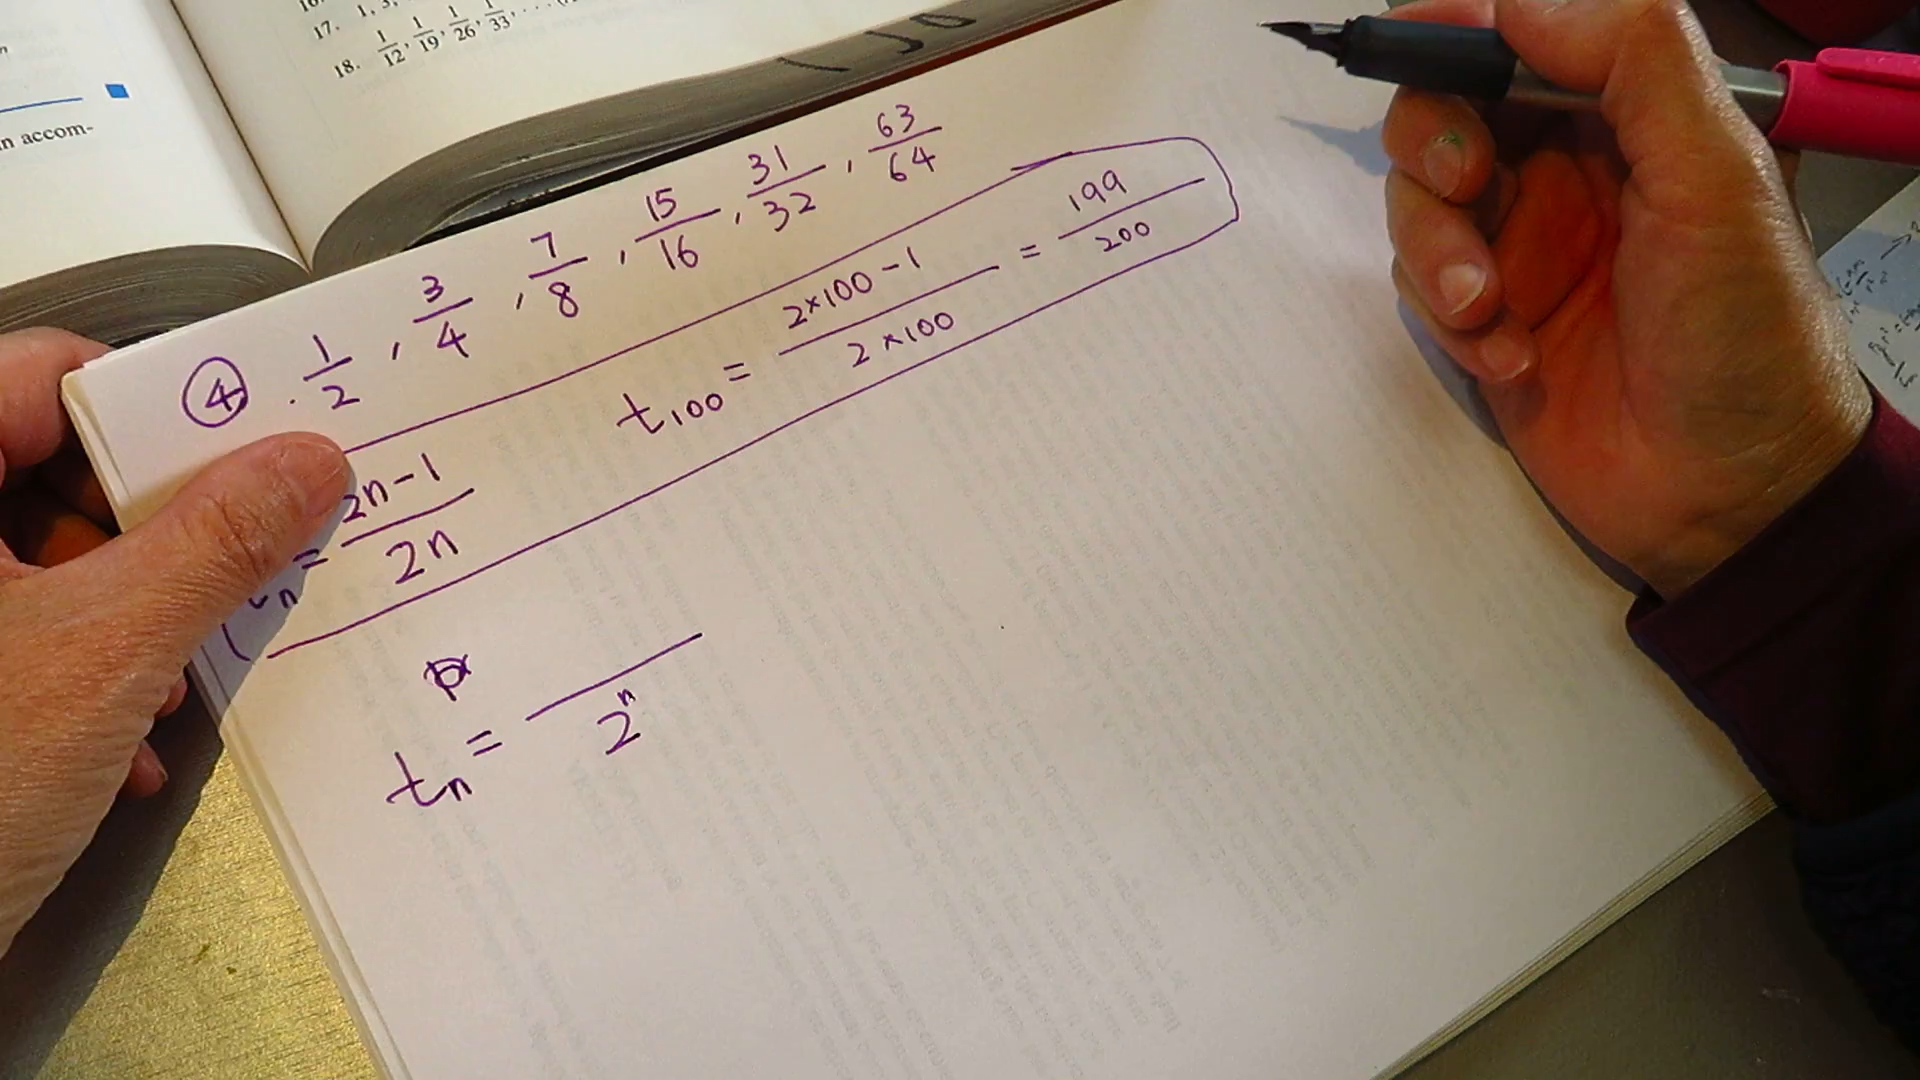 n accom-
17. 1, 3,
18. 1/12, 1/19, 1/26, 1/33, . . .
④ . 1/2 , 3/4 , 7/8 , 15/16 , 31/32 , 63/64
tn = 2n-1/2n
t100 = 2×100-1/2×100 = 199/200
tn = /2^n